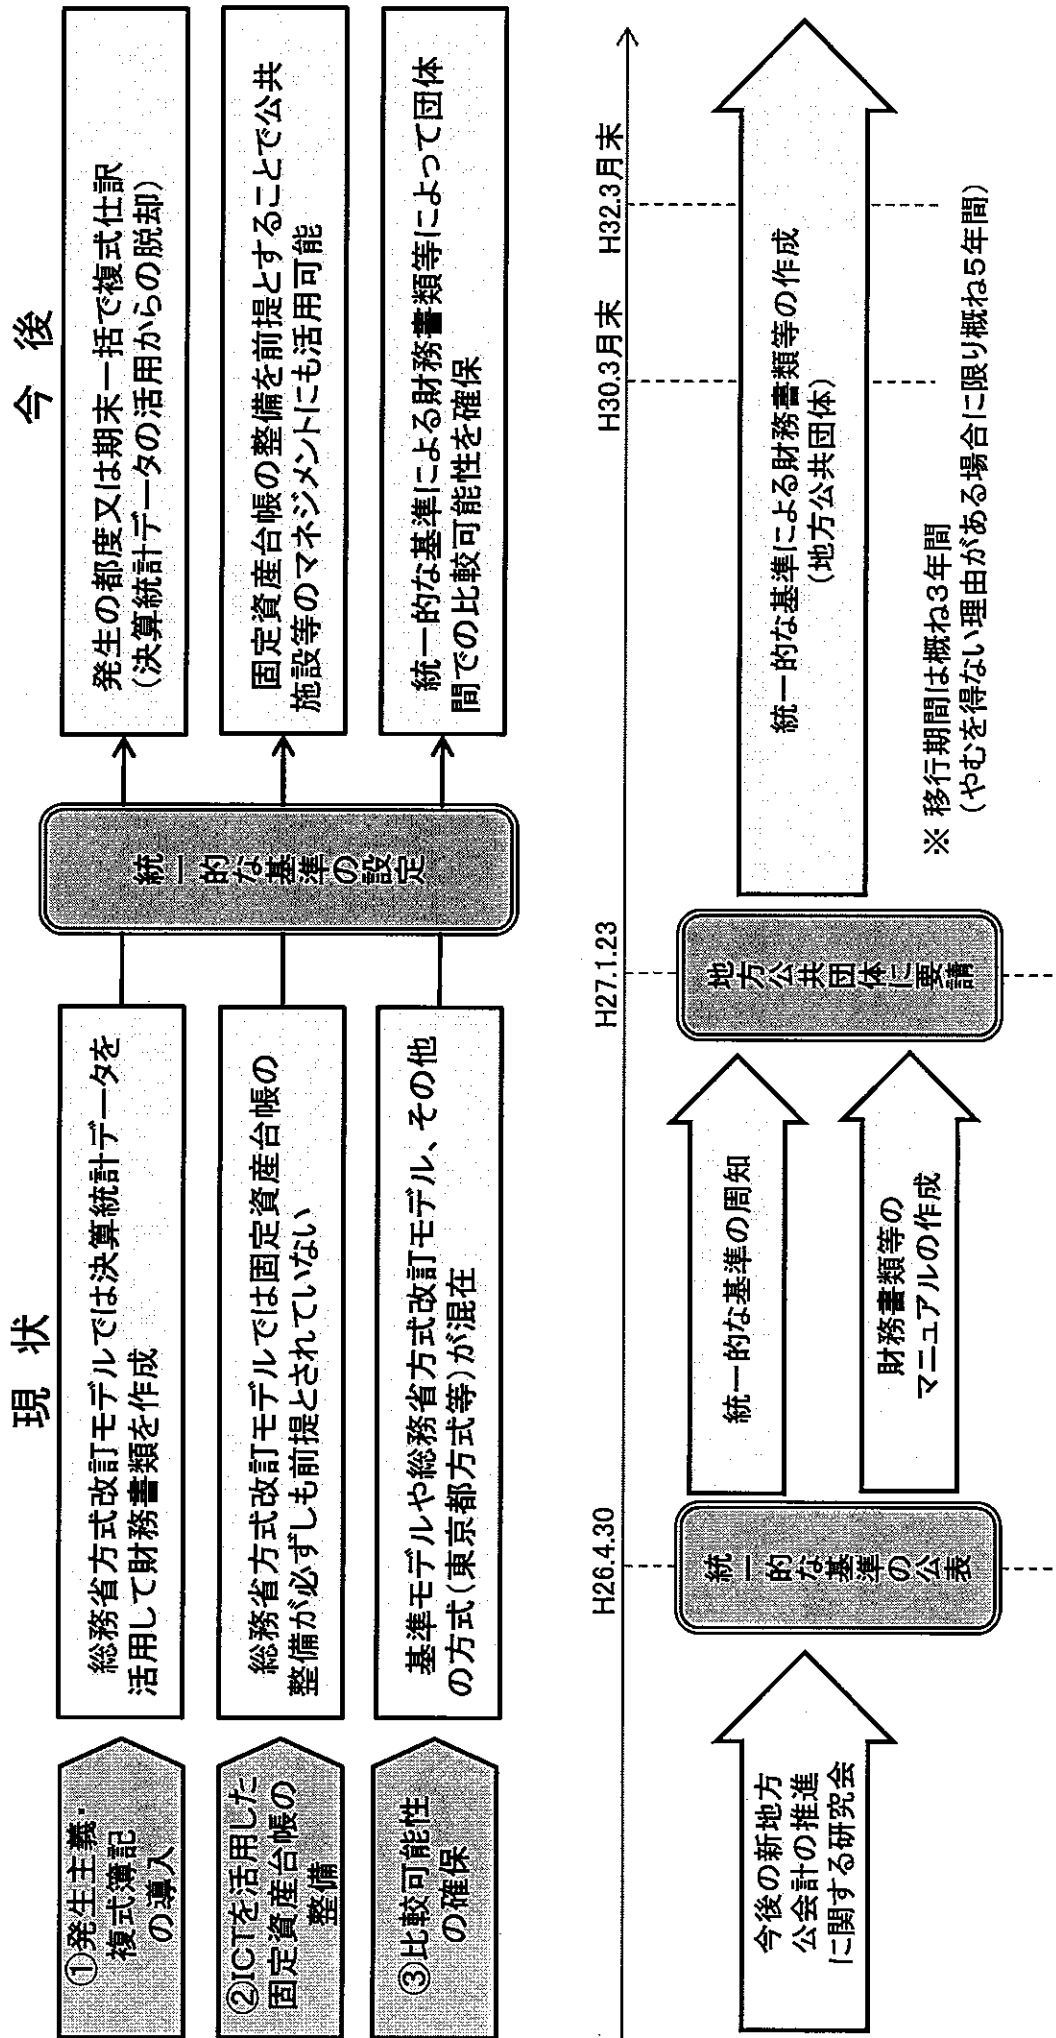 現状
今後
①発生主義・
複式簿記
の導入
総務省方式改訂モデルでは決算統計データを
活用して財務書類を作成
発生の都度又は期末一括で複式仕訳
(決算統計データの活用からの脱却)
②ICTを活用した
固定資産台帳の
整備
総務省方式改訂モデルでは固定資産台帳の
整備が必ずしも前提とされていない
固定資産台帳の整備を前提とすることで公共
施設等のマネジメントにも活用可能
③比較可能性
の確保
基準モデルや総務省方式改訂モデル、その他
の方式(東京都方式等)が混在
統一的な基準による財務書類等によって団体
間での比較可能性を確保
統一的な基準の設定
H26.4.30
H27.1.23
H30.3月末
H32.3月末
今後の新地方
公会計の推進
に関する研究会
統一的な基準の公表
統一的な基準の周知
財務書類等の
マニュアルの作成
地方公共団体に要請
統一的な基準による財務書類等の作成
(地方公共団体)
※ 移行期間は概ね3年間
(やむを得ない理由がある場合に限り概ね5年間)